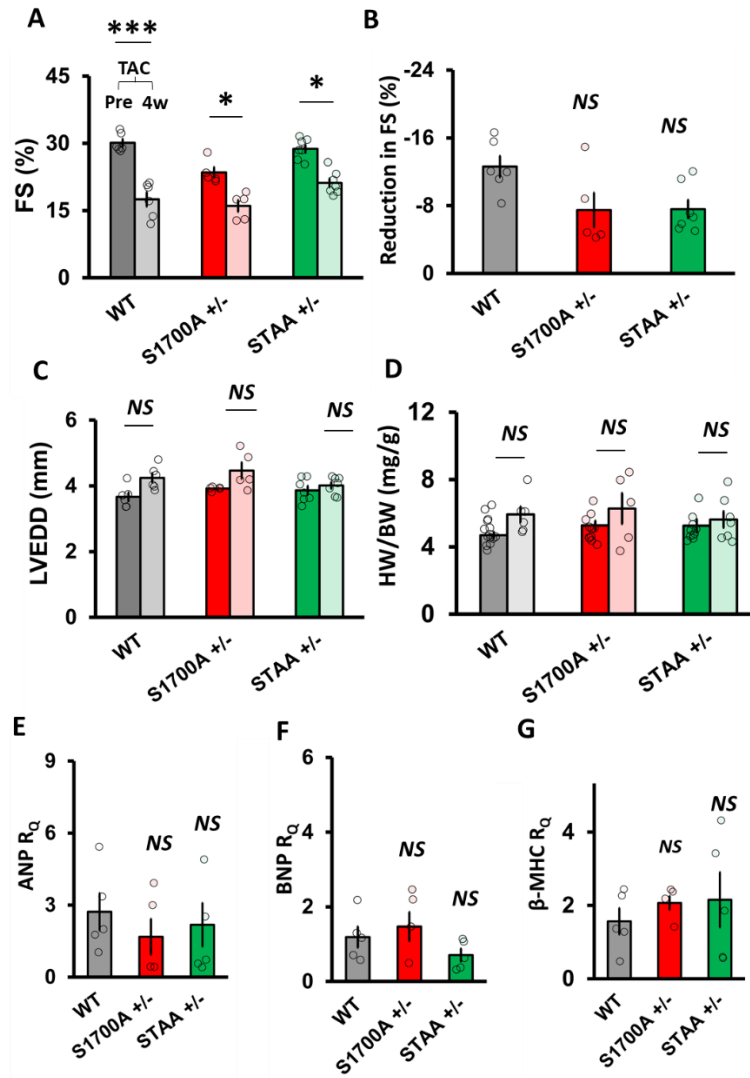 A
***
TAC
Pre 4w
*
*
45
30
15
0
FS (%)
WT
S1700A +/-
STAA +/-
B
-24
-16
-8
0
Reduction in FS (%)
NS
NS
WT
S1700A +/-
STAA +/-
C
NS
NS
NS
6
4
2
0
LVEDD (mm)
WT
S1700A +/-
STAA +/-
D
NS
NS
NS
12
8
4
0
HW/BW (mg/g)
WT
S1700A +/-
STAA +/-
E
9
6
3
0
ANP RQ
NS
NS
WT
S1700A +/-
STAA +/-
F
6
4
2
0
BNP RQ
NS
NS
WT
S1700A +/-
STAA +/-
G
4
2
0
β-MHC RQ
NS
NS
WT
S1700A +/-
STAA +/-